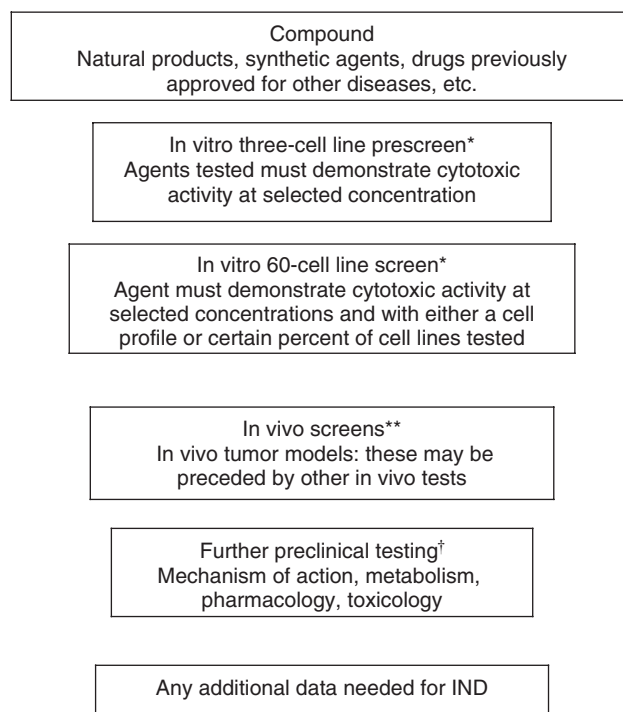 Compound
Natural products, synthetic agents, drugs previously
approved for other diseases, etc.
In vitro three-cell line prescreen*
Agents tested must demonstrate cytotoxic
activity at selected concentration
In vitro 60-cell line screen*
Agent must demonstrate cytotoxic activity at
selected concentrations and with either a cell
profile or certain percent of cell lines tested
In vivo screens**
In vivo tumor models: these may be
preceded by other in vivo tests
Further preclinical testing†
Mechanism of action, metabolism,
pharmacology, toxicology
Any additional data needed for IND